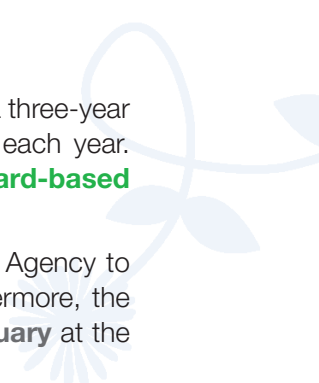 three-year
each year.
ard-based
Agency to
ermore, the
uary at the